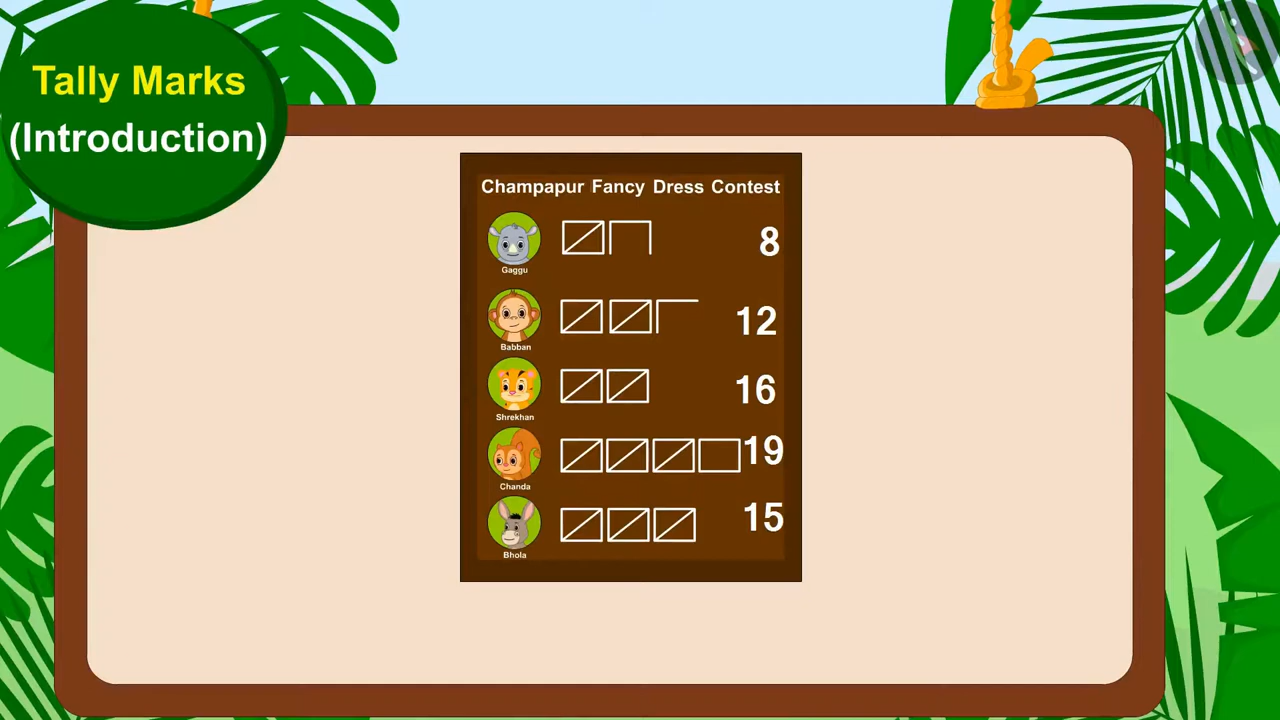 Tally Marks
(Introduction)
Champapur Fancy Dress Contest
8
Gaggu
12
Babban
16
Shrekhan
19
Chanda
15
Bhola